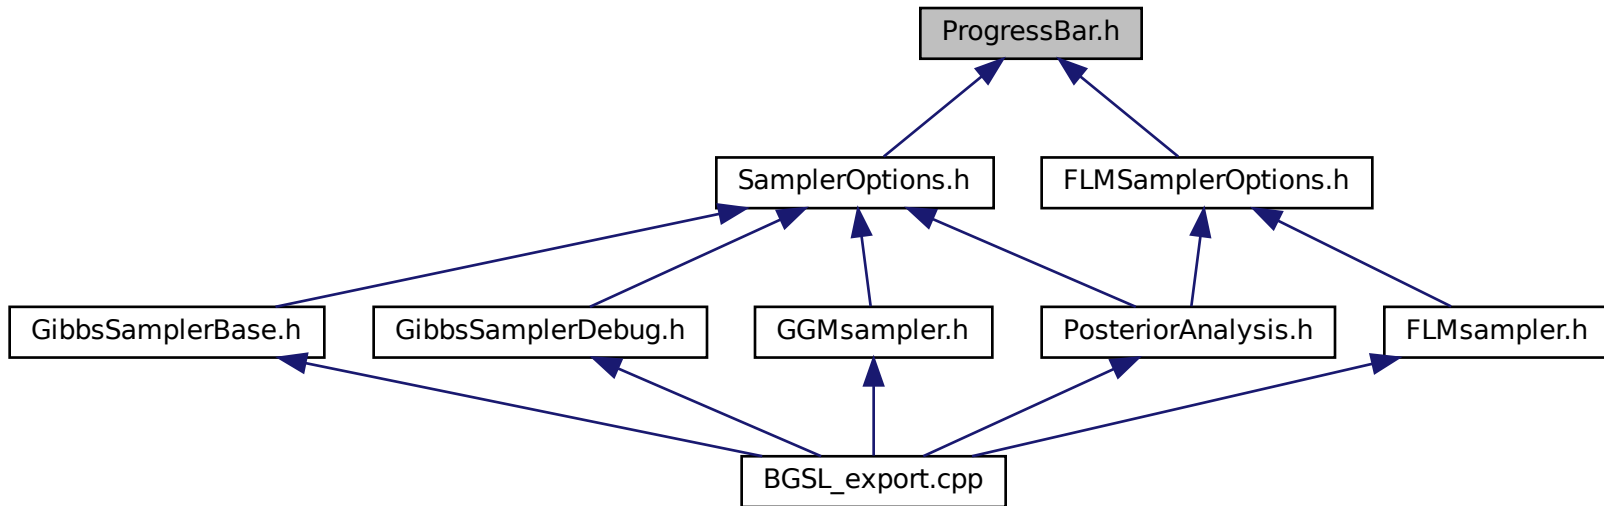 ProgressBar.h
SamplerOptions.h
FLMSamplerOptions.h
GibbsSamplerBase.h
GibbsSamplerDebug.h
GGMsampler.h
PosteriorAnalysis.h
FLMsampler.h
BGSL_export.cpp